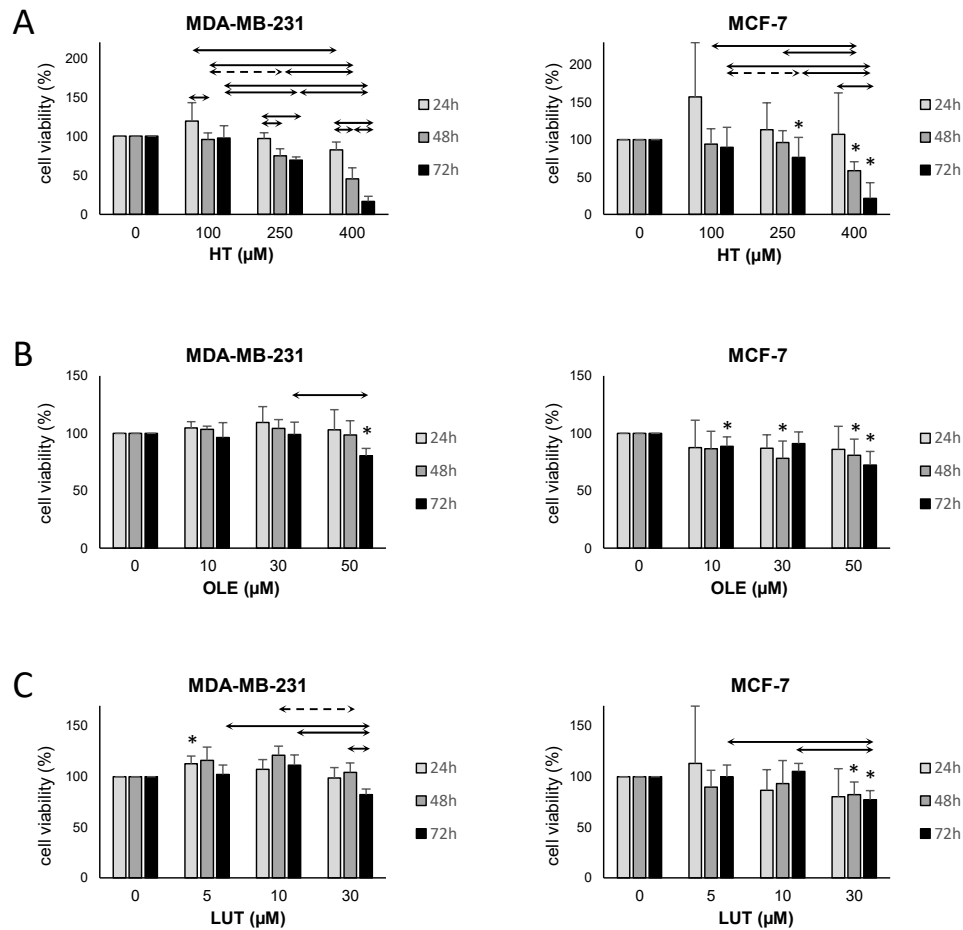 A
MDA-MB-231
cell viability (%)
200
150
100
50
0
0 100 250 400
HT (µM)
24h
48h
72h
MCF-7
cell viability (%)
200
150
100
50
0
*
* *
0 100 250 400
HT (µM)
24h
48h
72h
B
MDA-MB-231
cell viability (%)
150
100
50
0
*
0 10 30 50
OLE (µM)
24h
48h
72h
MCF-7
cell viability (%)
150
100
50
0
* * * *
0 10 30 50
OLE (µM)
24h
48h
72h
C
MDA-MB-231
cell viability (%)
150
100
50
0
*
0 5 10 30
LUT (µM)
24h
48h
72h
MCF-7
cell viability (%)
150
100
50
0
* *
0 5 10 30
LUT (µM)
24h
48h
72h